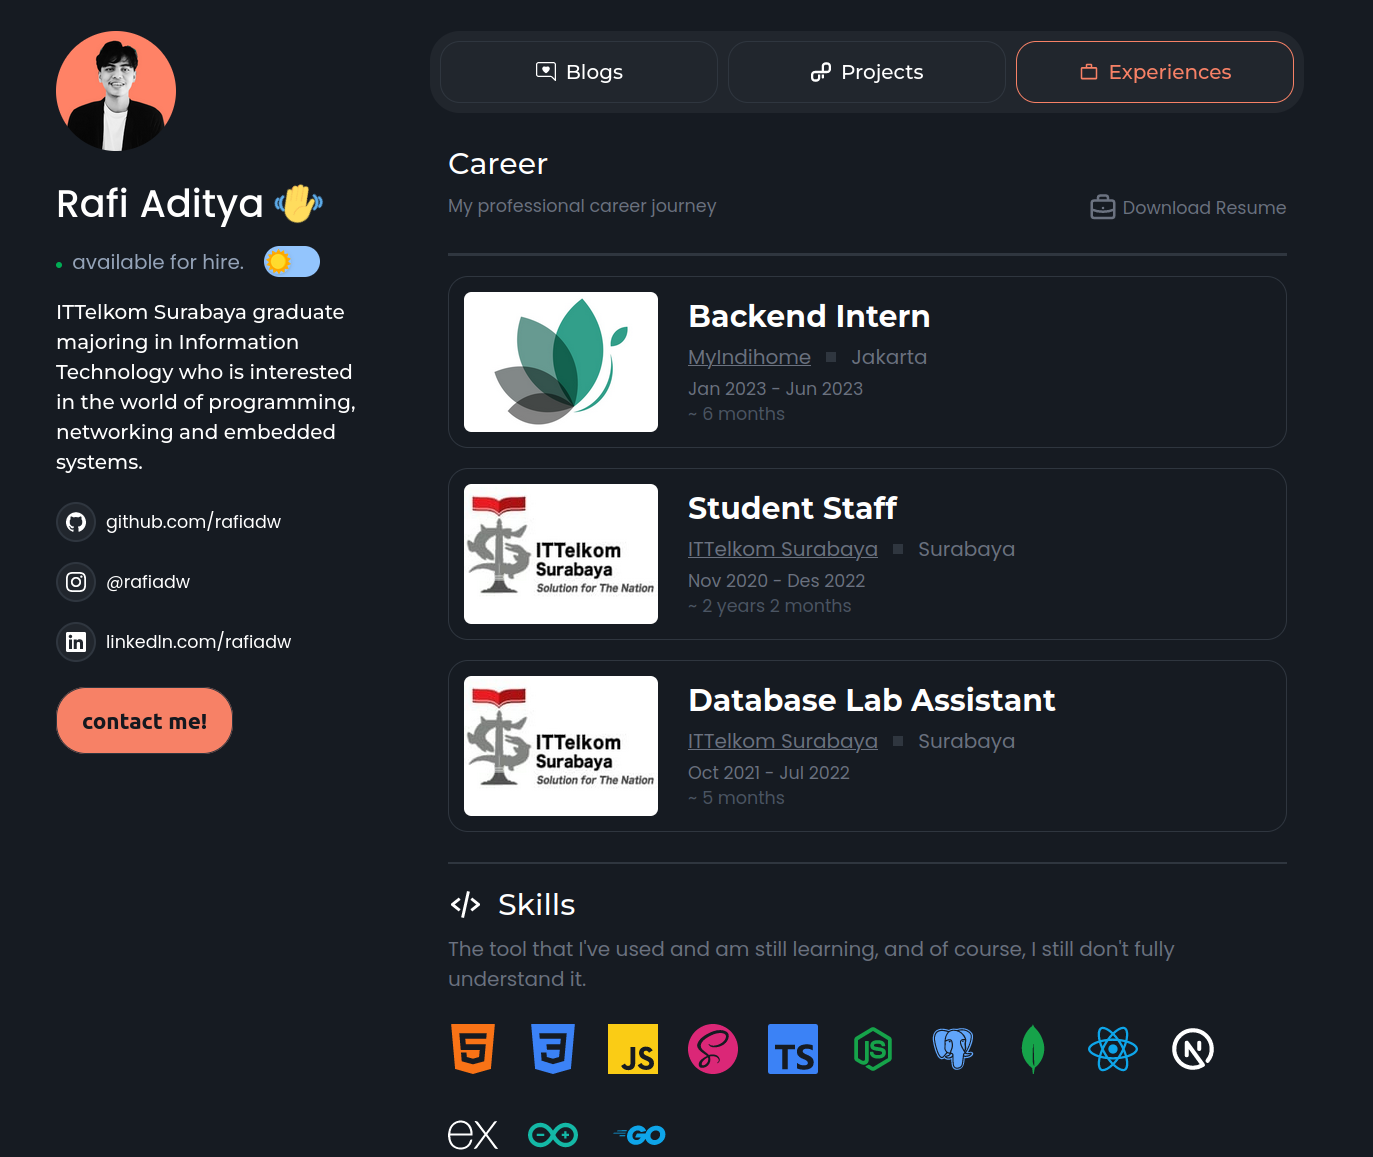 Blogs
Projects
Experiences
Rafi Aditya
available for hire.
ITTelkom Surabaya graduate
majoring in Information
Technology who is interested
in the world of programming,
networking and embedded
systems.
github.com/rafiadw
@rafiadw
linkedIn.com/rafiadw
contact me!
Career
My professional career journey
Download Resume
Backend Intern
MyIndihome Jakarta
Jan 2023 - Jun 2023
~ 6 months
ITTelkom
Surabaya
Solution for The Nation
Student Staff
ITTelkom Surabaya Surabaya
Nov 2020 - Des 2022
~ 2 years 2 months
ITTelkom
Surabaya
Solution for The Nation
Database Lab Assistant
ITTelkom Surabaya Surabaya
Oct 2021 - Jul 2022
~ 5 months
</> Skills
The tool that I've used and am still learning, and of course, I still don't fully
understand it.
5 3 JS TS JS N
ex GO